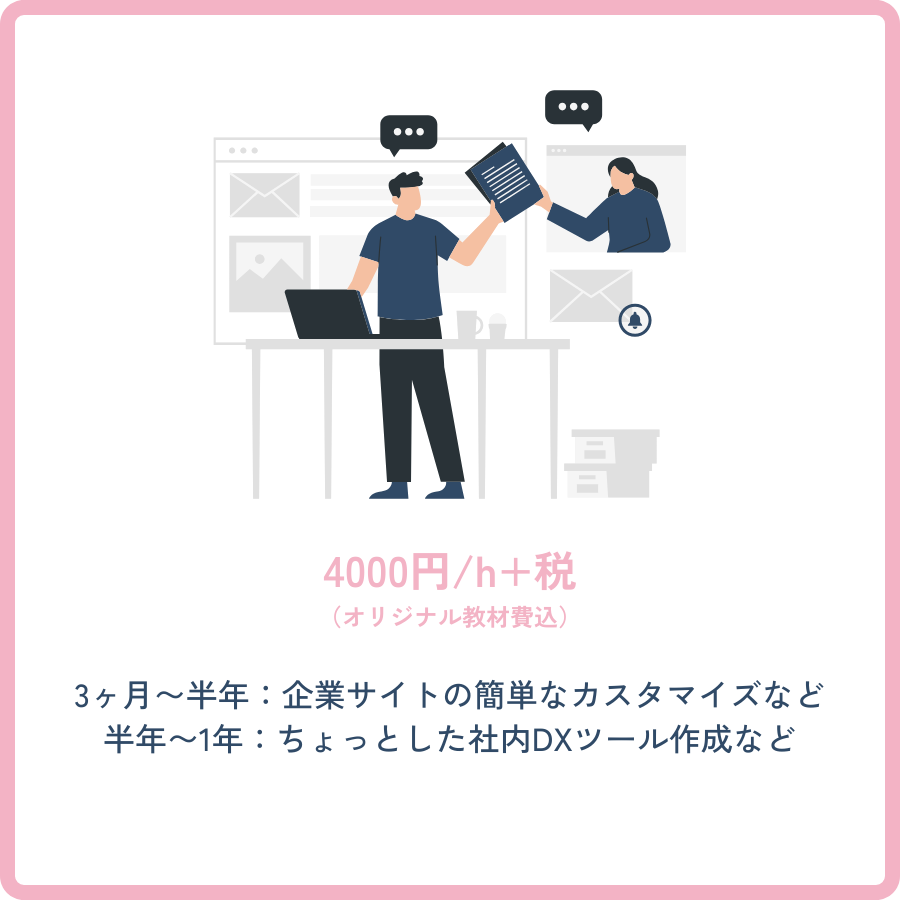 4000円/h+税
（オリジナル教材費込）
3ヶ月〜半年：企業サイトの簡単なカスタマイズなど
半年〜1年：ちょっとした社内DXツール作成など